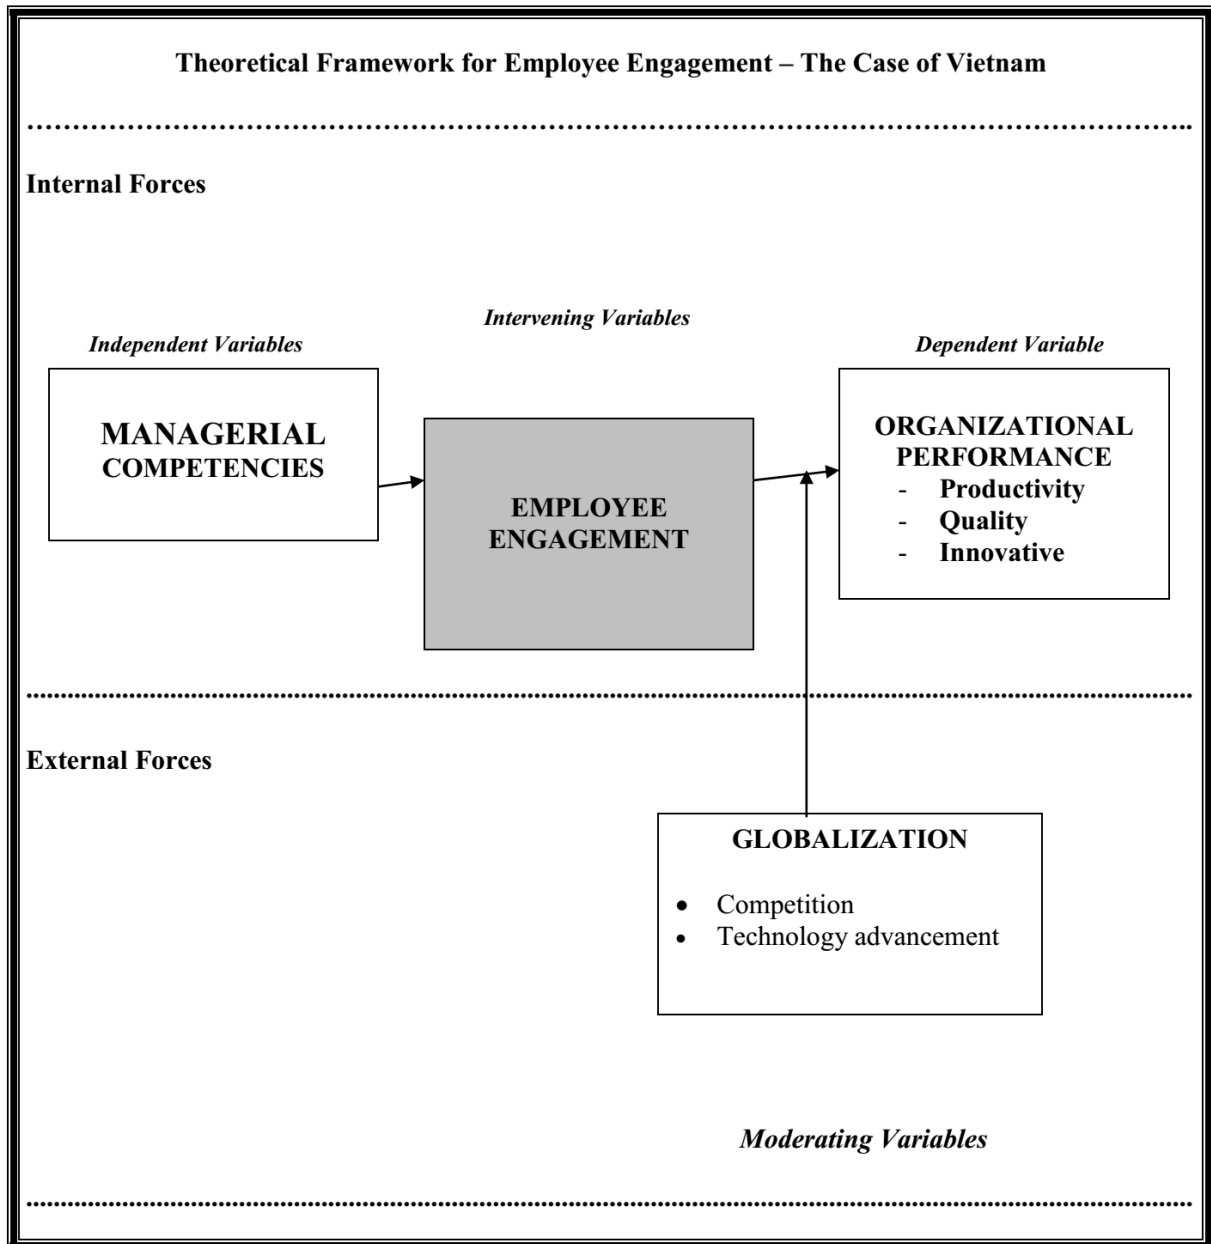 Theoretical Framework for Employee Engagement – The Case of Vietnam
Internal Forces
Intervening Variables
Independent Variables
Dependent Variable
MANAGERIAL
COMPETENCIES
EMPLOYEE
ENGAGEMENT
ORGANIZATIONAL
PERFORMANCE
- Productivity
- Quality
- Innovative
External Forces
GLOBALIZATION
• Competition
• Technology advancement
Moderating Variables